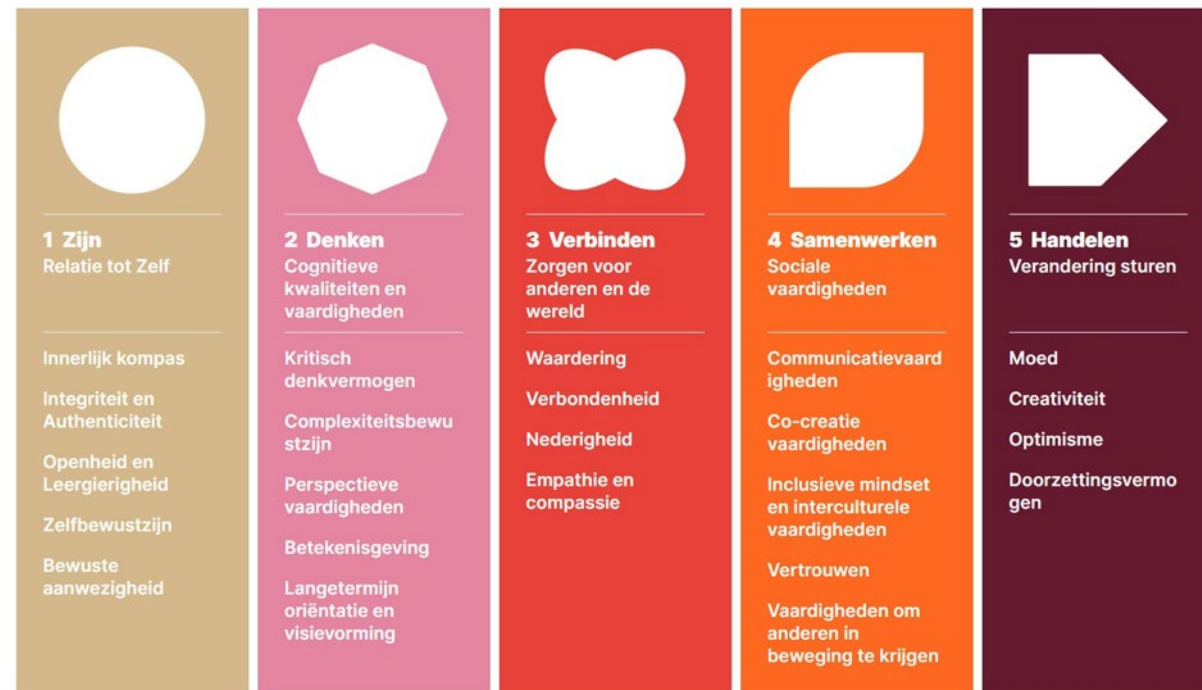 1 Zijn
Relatie tot Zelf
Innerlijk kompas
Integriteit en
Authenticiteit
Openheid en
Leergierigheid
Zelfbewustzijn
Bewuste
aanwezigheid
2 Denken
Cognitieve
kwaliteiten en
vaardigheden
Kritisch
denkvermogen
Complexiteitsbewu
stzijn
Perspectieve
vaardigheden
Betekenisgeving
Langetermijn
oriëntatie en
visievorming
3 Verbinden
Zorgen voor
anderen en de
wereld
Waardering
Verbondenheid
Nederigheid
Empathie en
compassie
4 Samenwerken
Sociale
vaardigheden
Communicatievaard
igheden
Co-creatie
vaardigheden
Inclusieve mindset
en interculturele
vaardigheden
Vertrouwen
Vaardigheden om
anderen in
beweging te krijgen
5 Handelen
Verandering sturen
Moed
Creativiteit
Optimisme
Doorzettingsvermo
gen